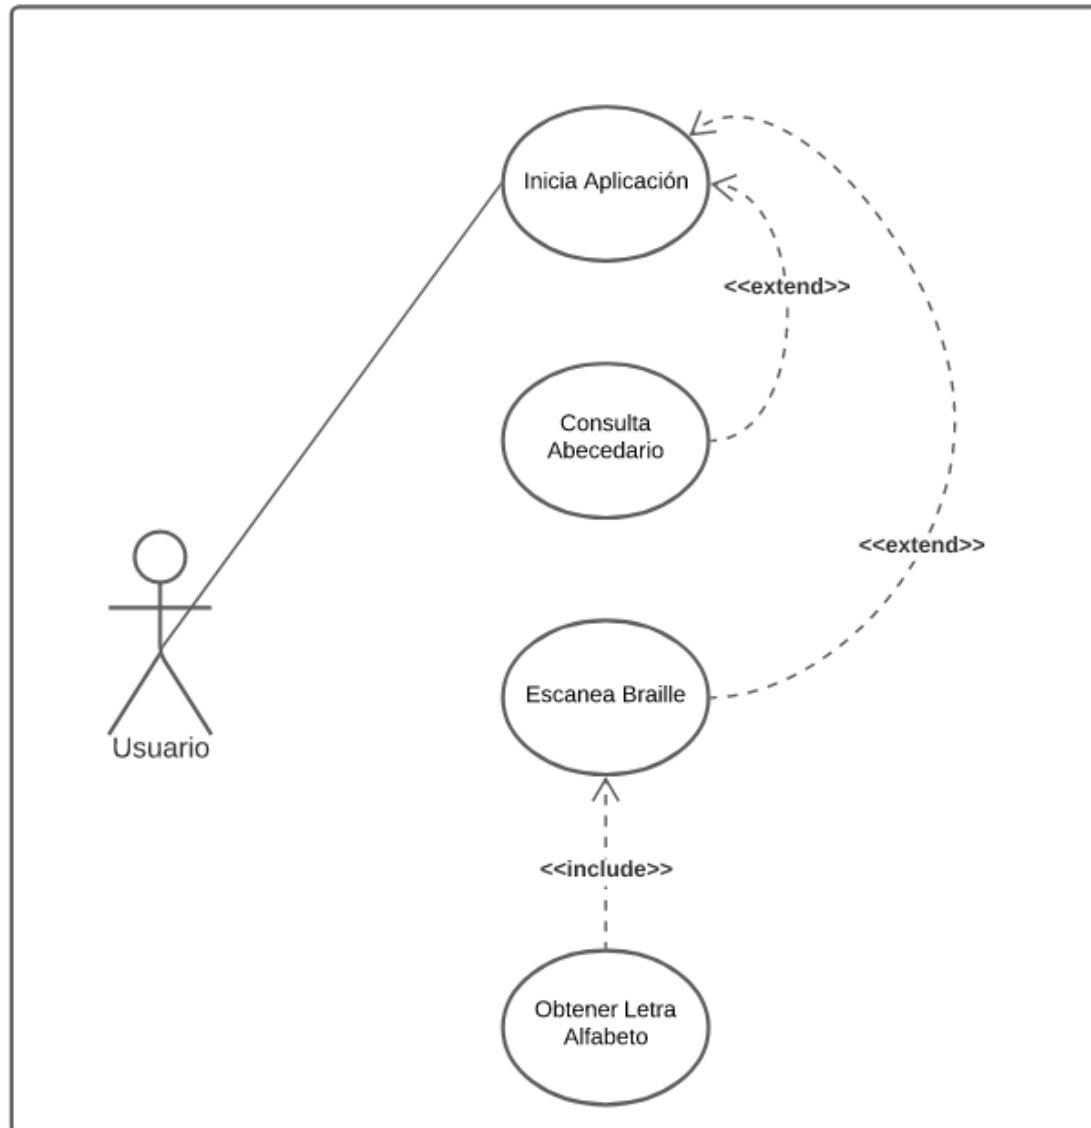 Inicia Aplicación
<<extend>>
Consulta
Abecedario
<<extend>>
Escanea Braille
Usuario
<<include>>
Obtener Letra
Alfabeto